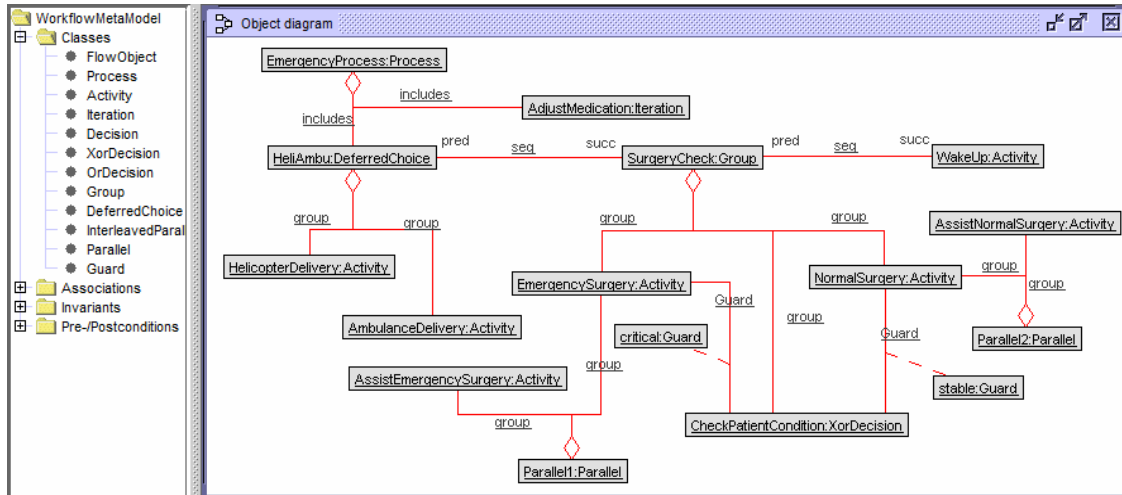 WorkflowMetaModel
Classes
FlowObject
Process
Activity
Iteration
Decision
XorDecision
OrDecision
Group
DeferredChoice
InterleavedParal
Parallel
Guard
Associations
Invariants
Pre-/Postconditions
Object diagram
EmergencyProcess:Process
includes
AdjustMedication:Iteration
includes
HeliAmbu:DeferredChoice
pred
seq
succ
SurgeryCheck:Group
pred
seq
succ
WakeUp:Activity
group
group
group
group
AssistNormalSurgery:Activity
HelicopterDelivery:Activity
EmergencySurgery:Activity
NormalSurgery:Activity
group
group
Guard
group
Guard
AmbulanceDelivery:Activity
critical:Guard
Parallel2:Parallel
group
AssistEmergencySurgery:Activity
stable:Guard
group
CheckPatientCondition:XorDecision
Parallel1:Parallel